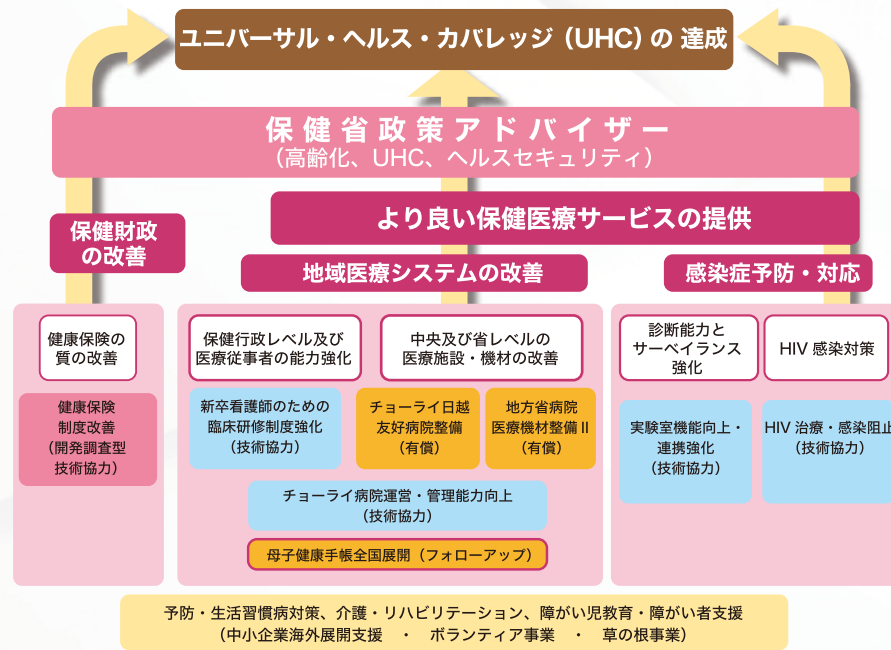 ユニバーサル・ヘルス・カバレッジ（UHC）の 達成
保健省政策アドバイザー
（高齢化、UHC、ヘルスセキュリティ）
より良い保健医療サービスの提供
保健財政
の改善
地域医療システムの改善
感染症予防・対応
健康保険の
質の改善
健康保険
制度改善
（開発調査型
技術協力）
保健行政レベル及び
医療従事者の能力強化
中央及び省レベルの
医療施設・機材の改善
新卒看護師のための
臨床研修制度強化
（技術協力）
チョーライ日越
友好病院整備
（有償）
地方省病院
医療機材整備 II
（有償）
チョーライ病院運営・管理能力向上
（技術協力）
母子健康手帳全国展開（フォローアップ）
診断能力と
サーベイランス
強化
HIV 感染対策
実験室機能向上・
連携強化
（技術協力）
HIV 治療・感染阻止
（技術協力）
予防・生活習慣病対策、介護・リハビリテーション、障がい児教育・障がい者支援
（中小企業海外展開支援　・　ボランティア事業　・　草の根事業）